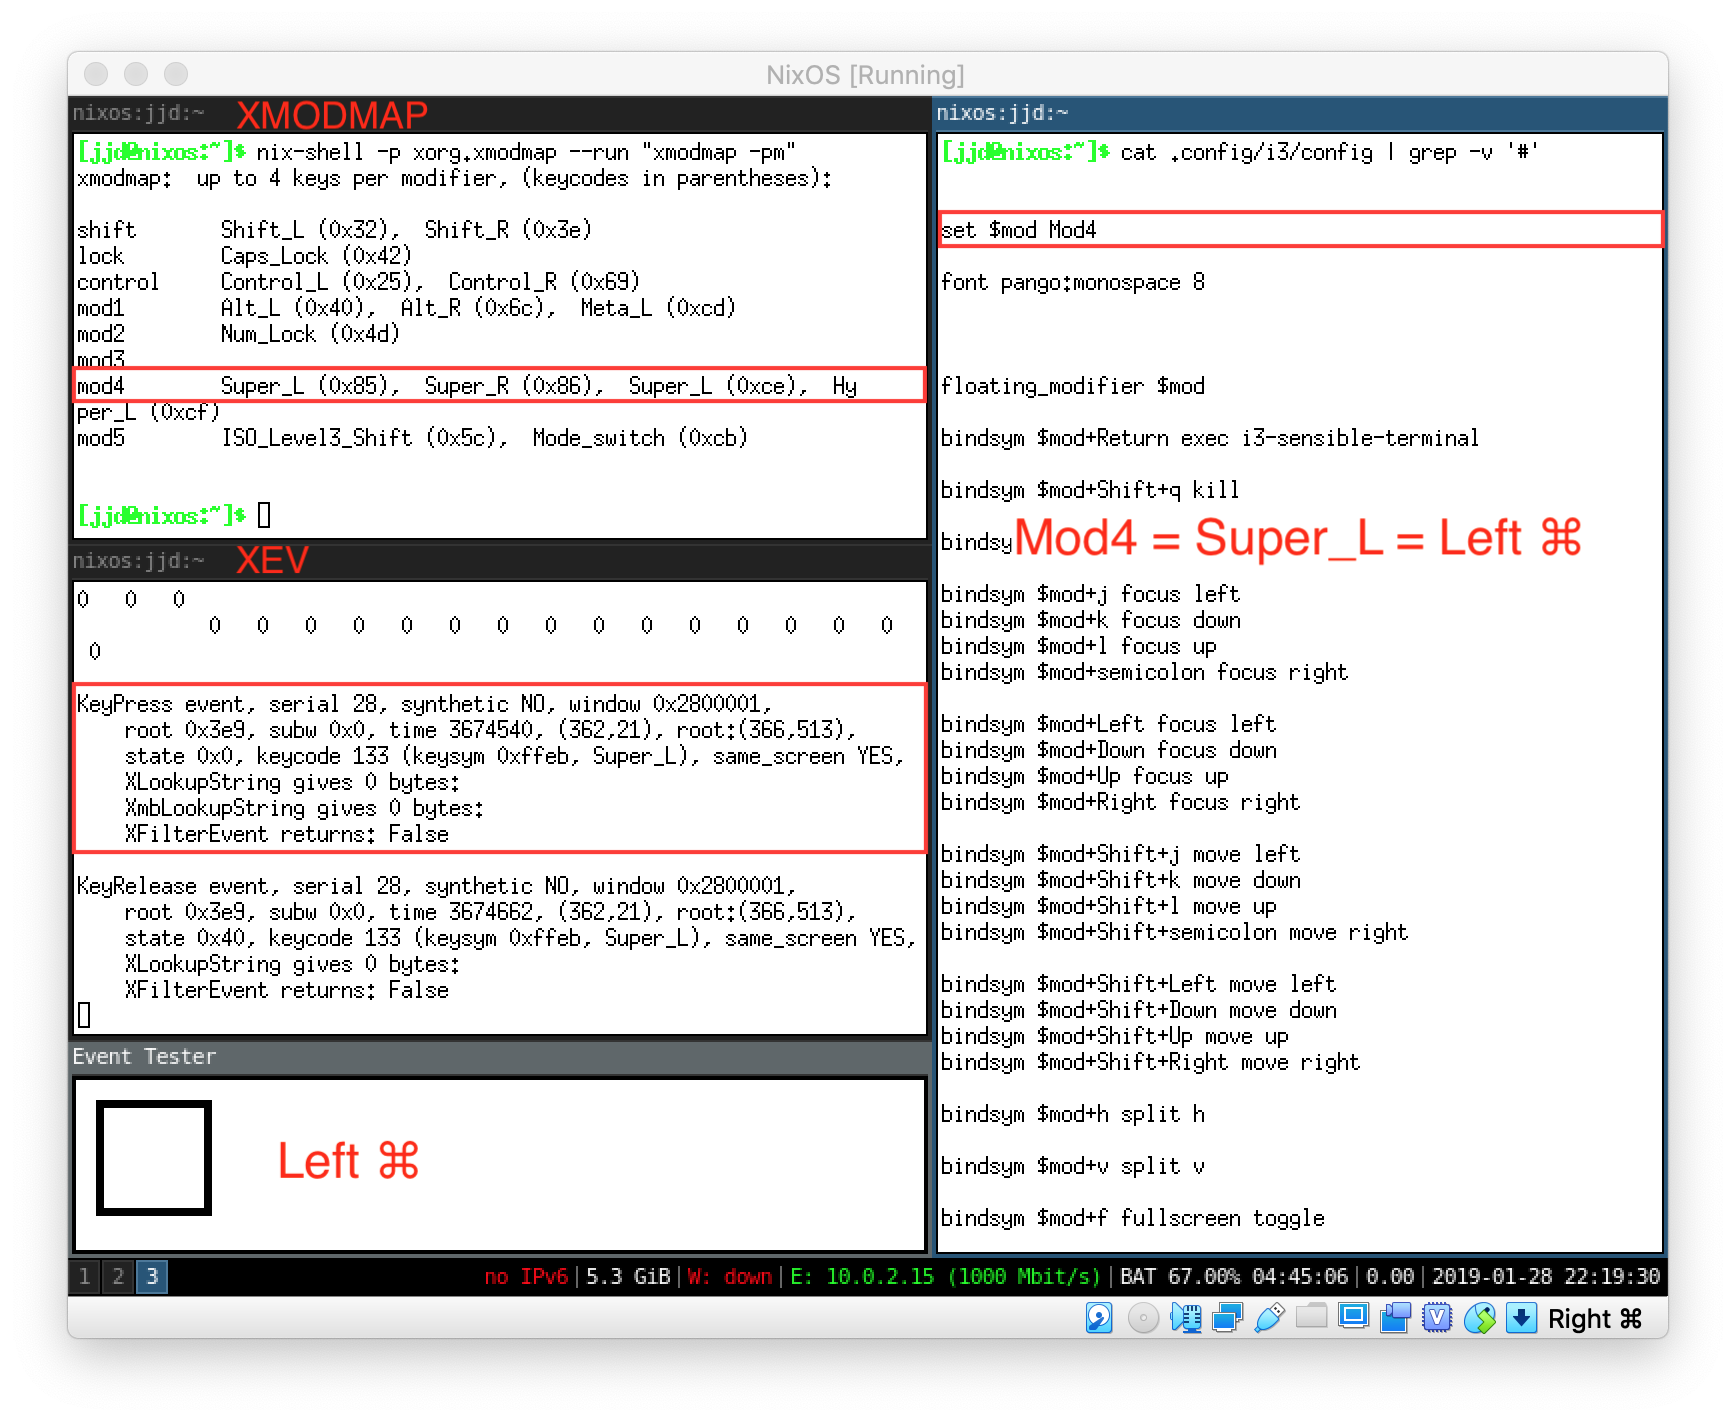 NixOS [Running]
nixos:jjd:~ XMODMAP
[jjd@nixos:~]$ nix-shell -p xorg.xmodmap --run "xmodmap -pm"
xmodmap:  up to 4 keys per modifier, (keycodes in parentheses):
shift       Shift_L (0x32),  Shift_R (0x3e)
lock        Caps_Lock (0x42)
control     Control_L (0x25),  Control_R (0x69)
mod1        Alt_L (0x40),  Alt_R (0x6c),  Meta_L (0xcd)
mod2        Num_Lock (0x4d)
mod3
mod4        Super_L (0x85),  Super_R (0x86),  Super_L (0xce),  Hy
per_L (0xcf)
mod5        ISO_Level3_Shift (0x5c),  Mode_switch (0xcb)
[jjd@nixos:~]$
nixos:jjd:~ XEV
0   0   0
0   0   0   0   0   0   0   0   0   0   0   0   0   0   0
0
KeyPress event, serial 28, synthetic NO, window 0x2800001,
    root 0x3e9, subw 0x0, time 3674540, (362,21), root:(366,513),
    state 0x0, keycode 133 (keysym 0xffeb, Super_L), same_screen YES,
    XLookupString gives 0 bytes:
    XmbLookupString gives 0 bytes:
    XFilterEvent returns: False
KeyRelease event, serial 28, synthetic NO, window 0x2800001,
    root 0x3e9, subw 0x0, time 3674662, (362,21), root:(366,513),
    state 0x40, keycode 133 (keysym 0xffeb, Super_L), same_screen YES,
    XLookupString gives 0 bytes:
    XFilterEvent returns: False
Event Tester
Left ⌘
nixos:jjd:~
[jjd@nixos:~]$ cat .config/i3/config | grep -v '#'
set $mod Mod4
font pango:monospace 8
floating_modifier $mod
bindsym $mod+Return exec i3-sensible-terminal
bindsym $mod+Shift+q kill
bindsy
Mod4 = Super_L = Left ⌘
bindsym $mod+j focus left
bindsym $mod+k focus down
bindsym $mod+l focus up
bindsym $mod+semicolon focus right
bindsym $mod+Left focus left
bindsym $mod+Down focus down
bindsym $mod+Up focus up
bindsym $mod+Right focus right
bindsym $mod+Shift+j move left
bindsym $mod+Shift+k move down
bindsym $mod+Shift+l move up
bindsym $mod+Shift+semicolon move right
bindsym $mod+Shift+Left move left
bindsym $mod+Shift+Down move down
bindsym $mod+Shift+Up move up
bindsym $mod+Shift+Right move right
bindsym $mod+h split h
bindsym $mod+v split v
bindsym $mod+f fullscreen toggle
1 2 3 no IPv6|5.3 GiB|W: down|E: 10.0.2.15 (1000 Mbit/s)|BAT 67.00% 04:45:06|0.00|2019-01-28 22:19:30
Right ⌘